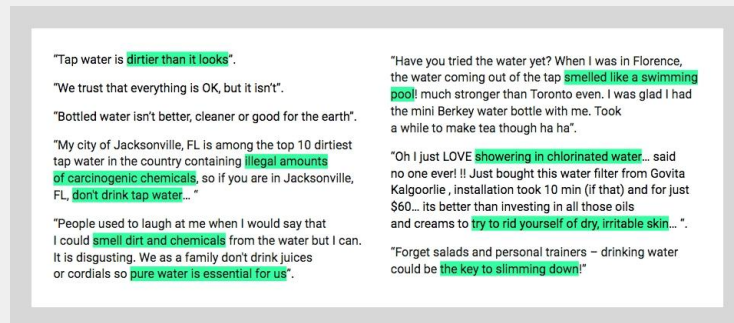 “Tap water is dirtier than it looks”.
“We trust that everything is OK, but it isn’t”.
“Bottled water isn’t better, cleaner or good for the earth”.
“My city of Jacksonville, FL is among the top 10 dirtiest
tap water in the country containing illegal amounts
of carcinogenic chemicals, so if you are in Jacksonville,
FL, don't drink tap water... “
“People used to laugh at me when I would say that
I could smell dirt and chemicals from the water but I can.
It is disgusting. We as a family don't drink juices
or cordials so pure water is essential for us”.
“Have you tried the water yet? When I was in Florence,
the water coming out of the tap smelled like a swimming
pool! much stronger than Toronto even. I was glad I had
the mini Berkey water bottle with me. Took
a while to make tea though ha ha”.
“Oh I just LOVE showering in chlorinated water... said
no one ever! !! Just bought this water filter from Govita
Kalgoorlie , installation took 10 min (if that) and for just
$60... its better than investing in all those oils
and creams to try to rid yourself of dry, irritable skin... “.
“Forget salads and personal trainers – drinking water
could be the key to slimming down!”